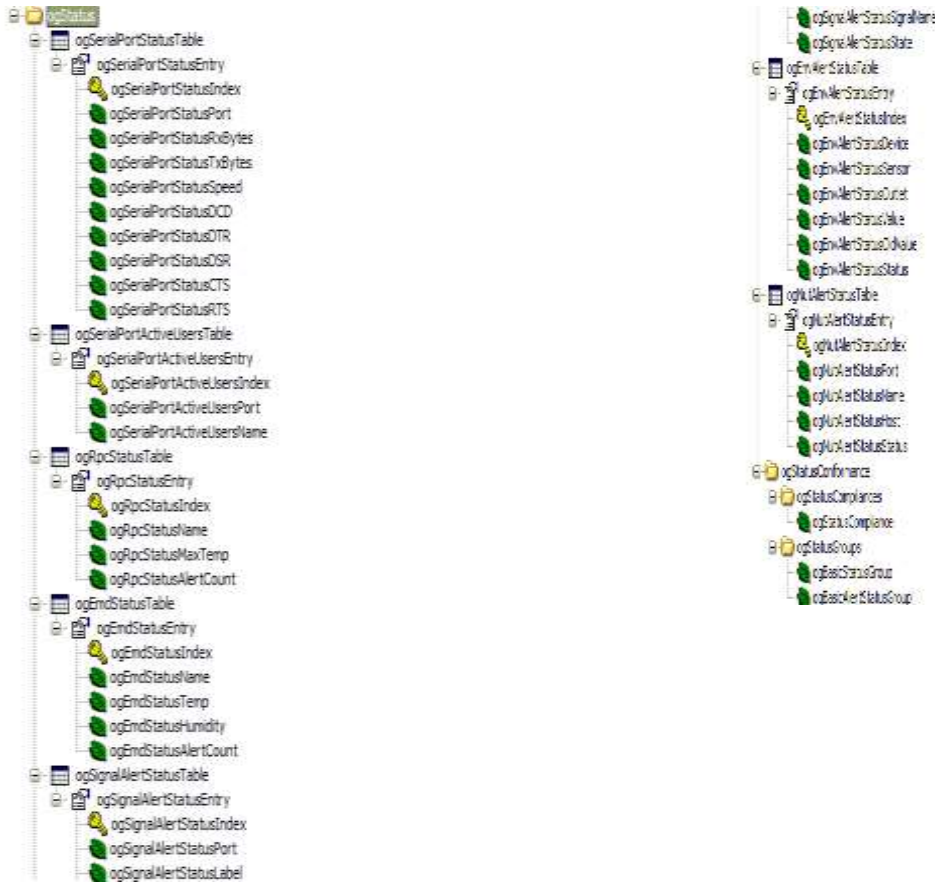 ogStatus
ogSerialPortStatusTable
ogSerialPortStatusEntry
ogSerialPortStatusIndex
ogSerialPortStatusPort
ogSerialPortStatusRxBytes
ogSerialPortStatusTxBytes
ogSerialPortStatusSpeed
ogSerialPortStatusDCD
ogSerialPortStatusDTR
ogSerialPortStatusDSR
ogSerialPortStatusCTS
ogSerialPortStatusRTS
ogSerialPortActiveUsersTable
ogSerialPortActiveUsersEntry
ogSerialPortActiveUsersIndex
ogSerialPortActiveUsersPort
ogSerialPortActiveUsersName
ogRpcStatusTable
ogRpcStatusEntry
ogRpcStatusIndex
ogRpcStatusName
ogRpcStatusMaxTemp
ogRpcStatusAlertCount
ogEmdStatusTable
ogEmdStatusEntry
ogEmdStatusIndex
ogEmdStatusName
ogEmdStatusTemp
ogEmdStatusHumidity
ogEmdStatusAlertCount
ogSignalAlertStatusTable
ogSignalAlertStatusEntry
ogSignalAlertStatusIndex
ogSignalAlertStatusPort
ogSignalAlertStatusLabel
ogSignalAlertStatusSignalName
ogSignalAlertStatusState
ogEnvAlertStatusTable
ogEnvAlertStatusEntry
ogEnvAlertStatusIndex
ogEnvAlertStatusDevice
ogEnvAlertStatusSensor
ogEnvAlertStatusOutlet
ogEnvAlertStatusValue
ogEnvAlertStatusOldValue
ogEnvAlertStatusStatus
ogNutAlertStatusTable
ogNutAlertStatusEntry
ogNutAlertStatusIndex
ogNutAlertStatusPort
ogNutAlertStatusName
ogNutAlertStatusHost
ogNutAlertStatusStatus
ogStatusConformance
ogStatusCompliances
ogStatusCompliance
ogStatusGroups
ogBasicStatusGroup
ogBasicAlertStatusGroup